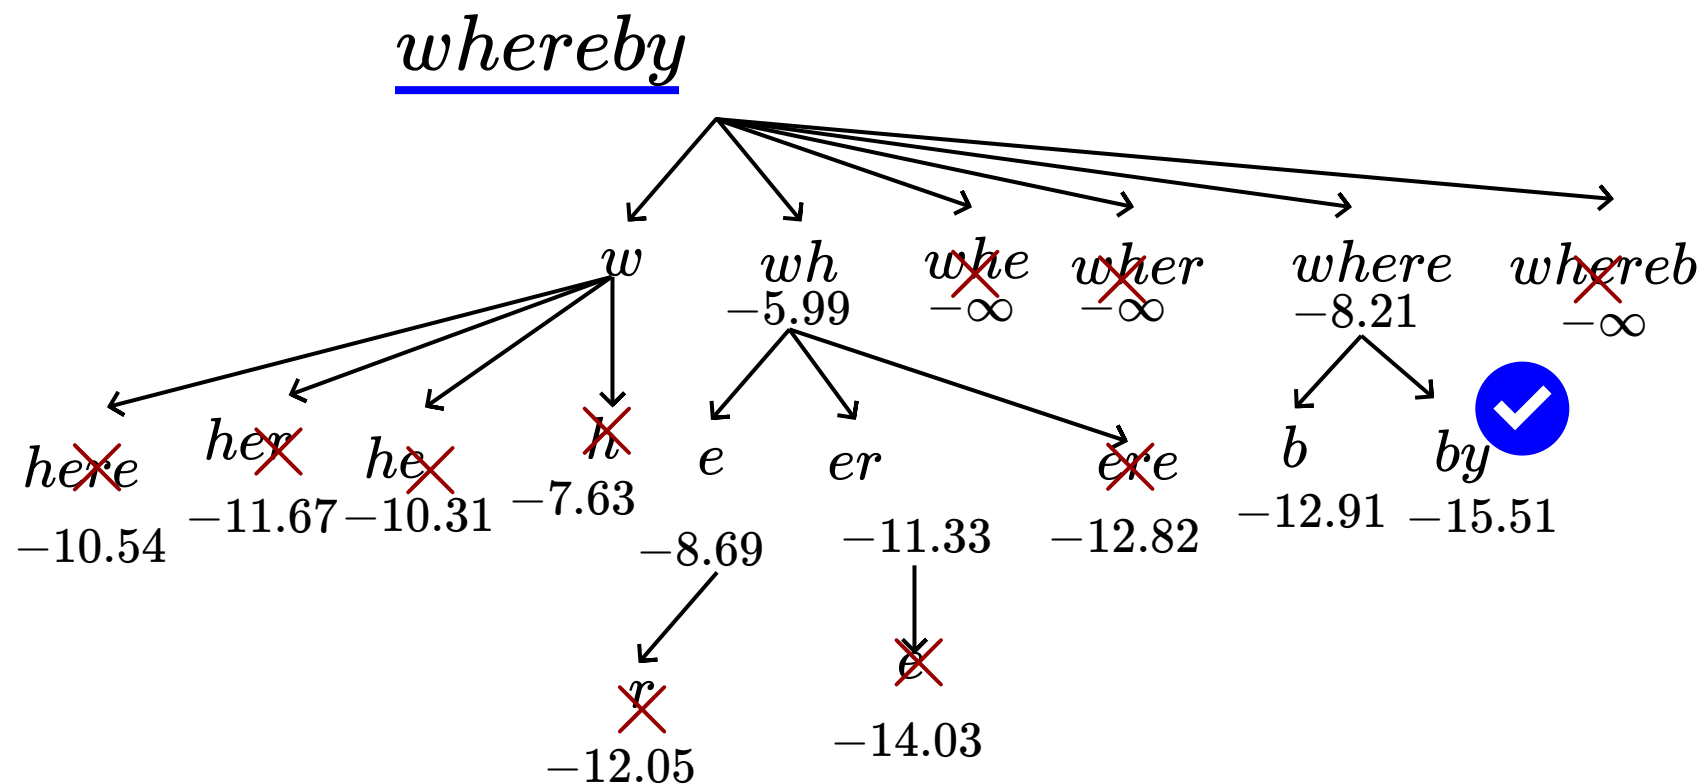 whereby
w wh whe wher where whereb
−5.99 −∞ −∞ −8.21 −∞
here her he h e er ere b by
−10.54 −11.67 −10.31 −7.63 −8.69 −11.33 −12.82 −12.91 −15.51
r e
−12.05 −14.03